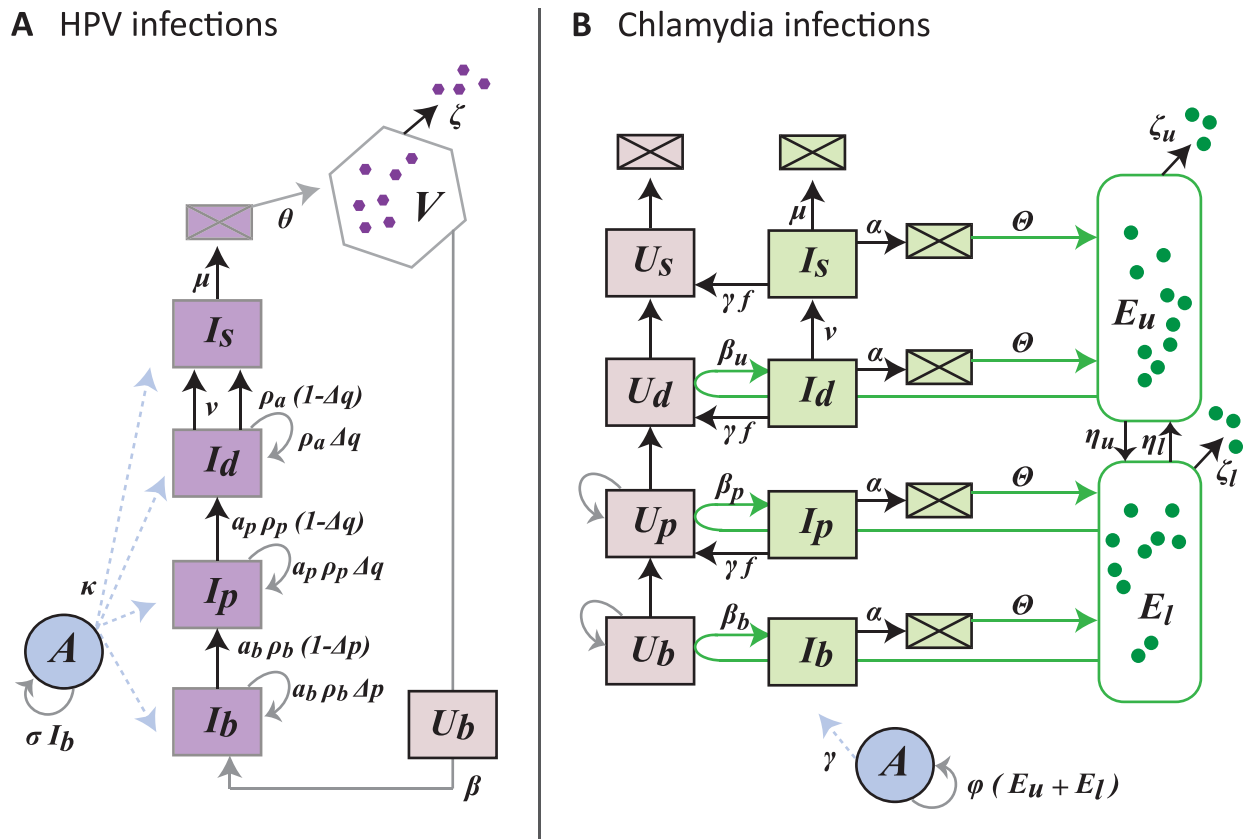 A HPV infections
ζ
V
θ
μ
Is
ν
ρa (1-Δq)
ρa Δq
Id
ap ρp (1-Δq)
ap ρp Δq
Ip
κ
A
σ Ib
ab ρb (1-Δp)
ab ρb Δp
Ib
Ub
β
B Chlamydia infections
ζu
μ
α
Θ
Us
Is
γ f
Eu
ν
βu
α
Θ
Ud
Id
γ f
ηu
ηl
ζl
βp
α
Θ
Up
Ip
γ f
El
βb
α
Θ
Ub
Ib
γ
A
φ ( Eu + El )